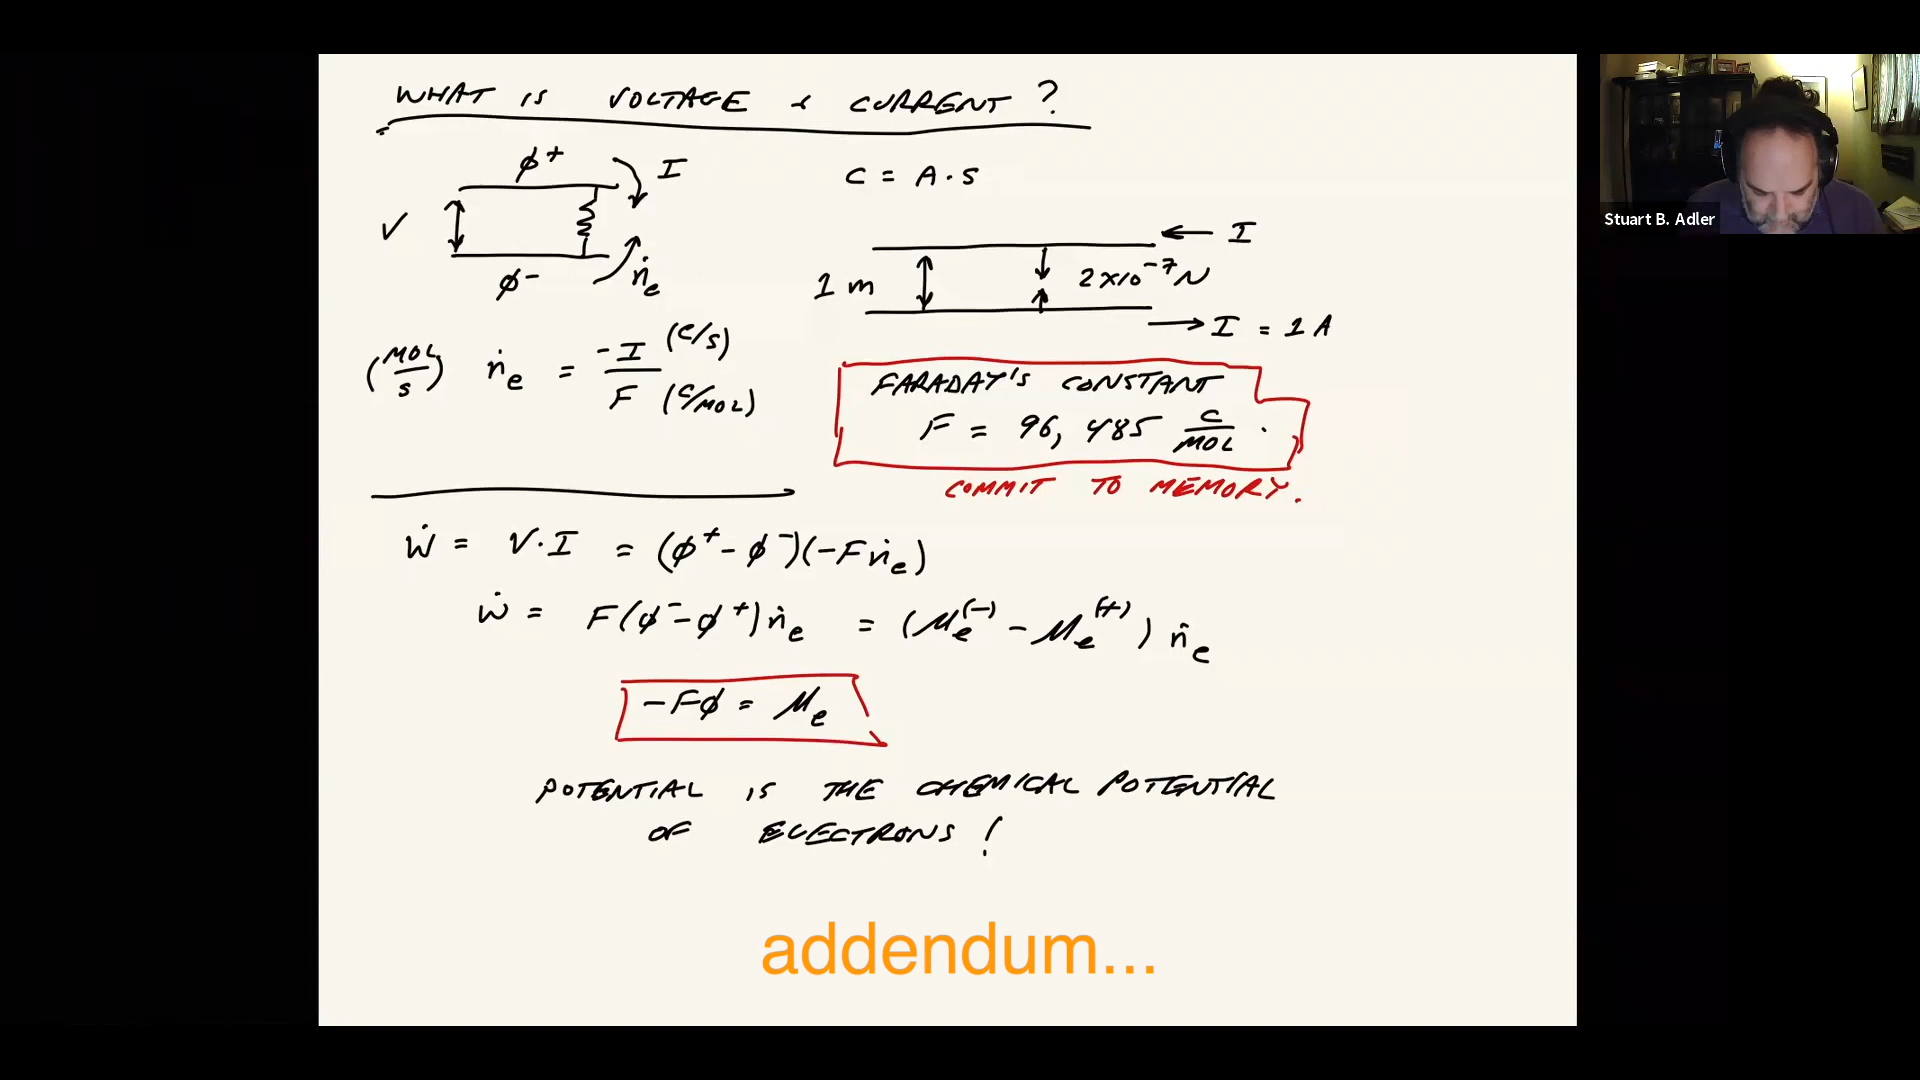 WHAT IS VOLTAGE & CURRENT?
φ+
I
V
φ-
ṅe
C = A·S
I
1 m
2x10^-7 N
I = 1 A
(MOL/S) ṅe = -I (C/S) / F (C/MOL)
FARADAY'S CONSTANT
F = 96,485 C/MOL
COMMIT TO MEMORY.
Ẇ = V·I = (φ+ - φ-)(-Fṅe)
Ẇ = F(φ- - φ+)ṅe = (μe(-) - μe(+)) ṅe
-Fφ = μe
POTENTIAL IS THE CHEMICAL POTENTIAL
OF ELECTRONS!
addendum...
Stuart B. Adler